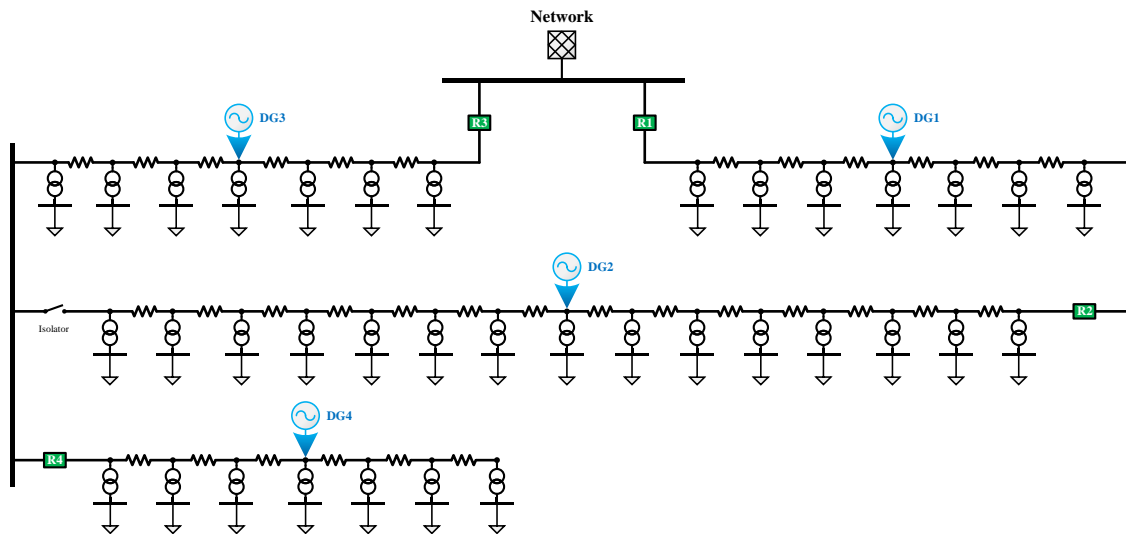 Network
DG3
R3
R1
DG1
DG2
Isolator
R2
DG4
R4